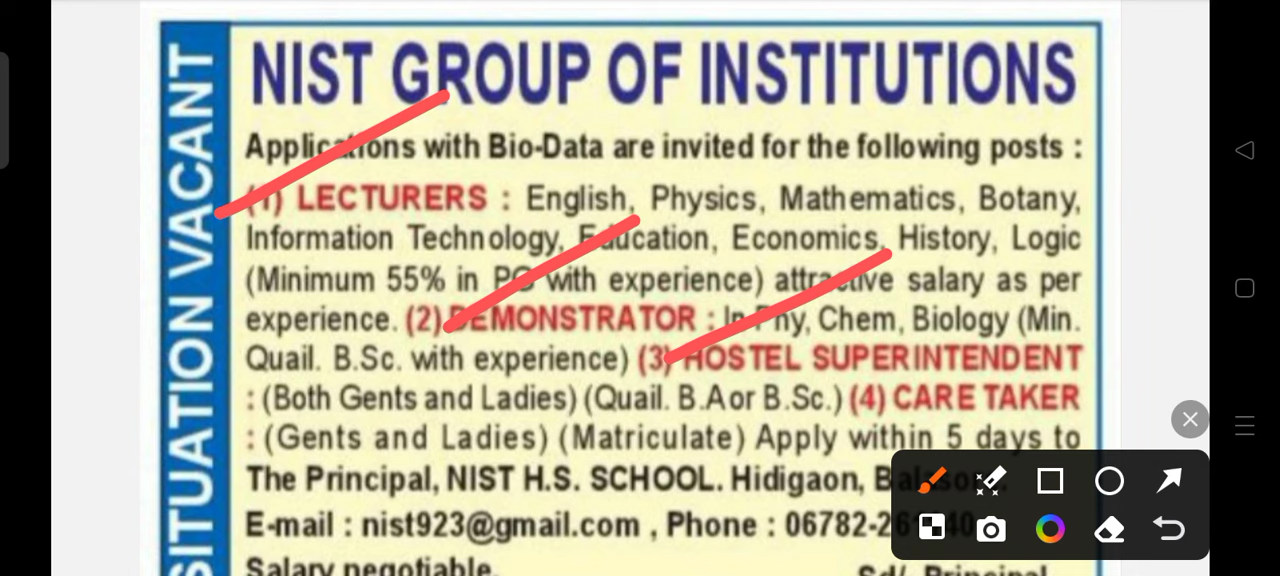 SITUATION VACANT
NIST GROUP OF INSTITUTIONS
Applications with Bio-Data are invited for the following posts :
(1) LECTURERS : English, Physics, Mathematics, Botany,
Information Technology, Education, Economics, History, Logic
(Minimum 55% in PG with experience) attractive salary as per
experience. (2) DEMONSTRATOR : In Phy, Chem, Biology (Min.
Quail. B.Sc. with experience) (3) HOSTEL SUPERINTENDENT
: (Both Gents and Ladies) (Quail. B.A or B.Sc.) (4) CARE TAKER
: (Gents and Ladies) (Matriculate) Apply within 5 days to
The Principal, NIST H.S. SCHOOL. Hidigaon, Balasore.
E-mail : nist923@gmail.com , Phone :
Salary negotiable. Sd/- Principal